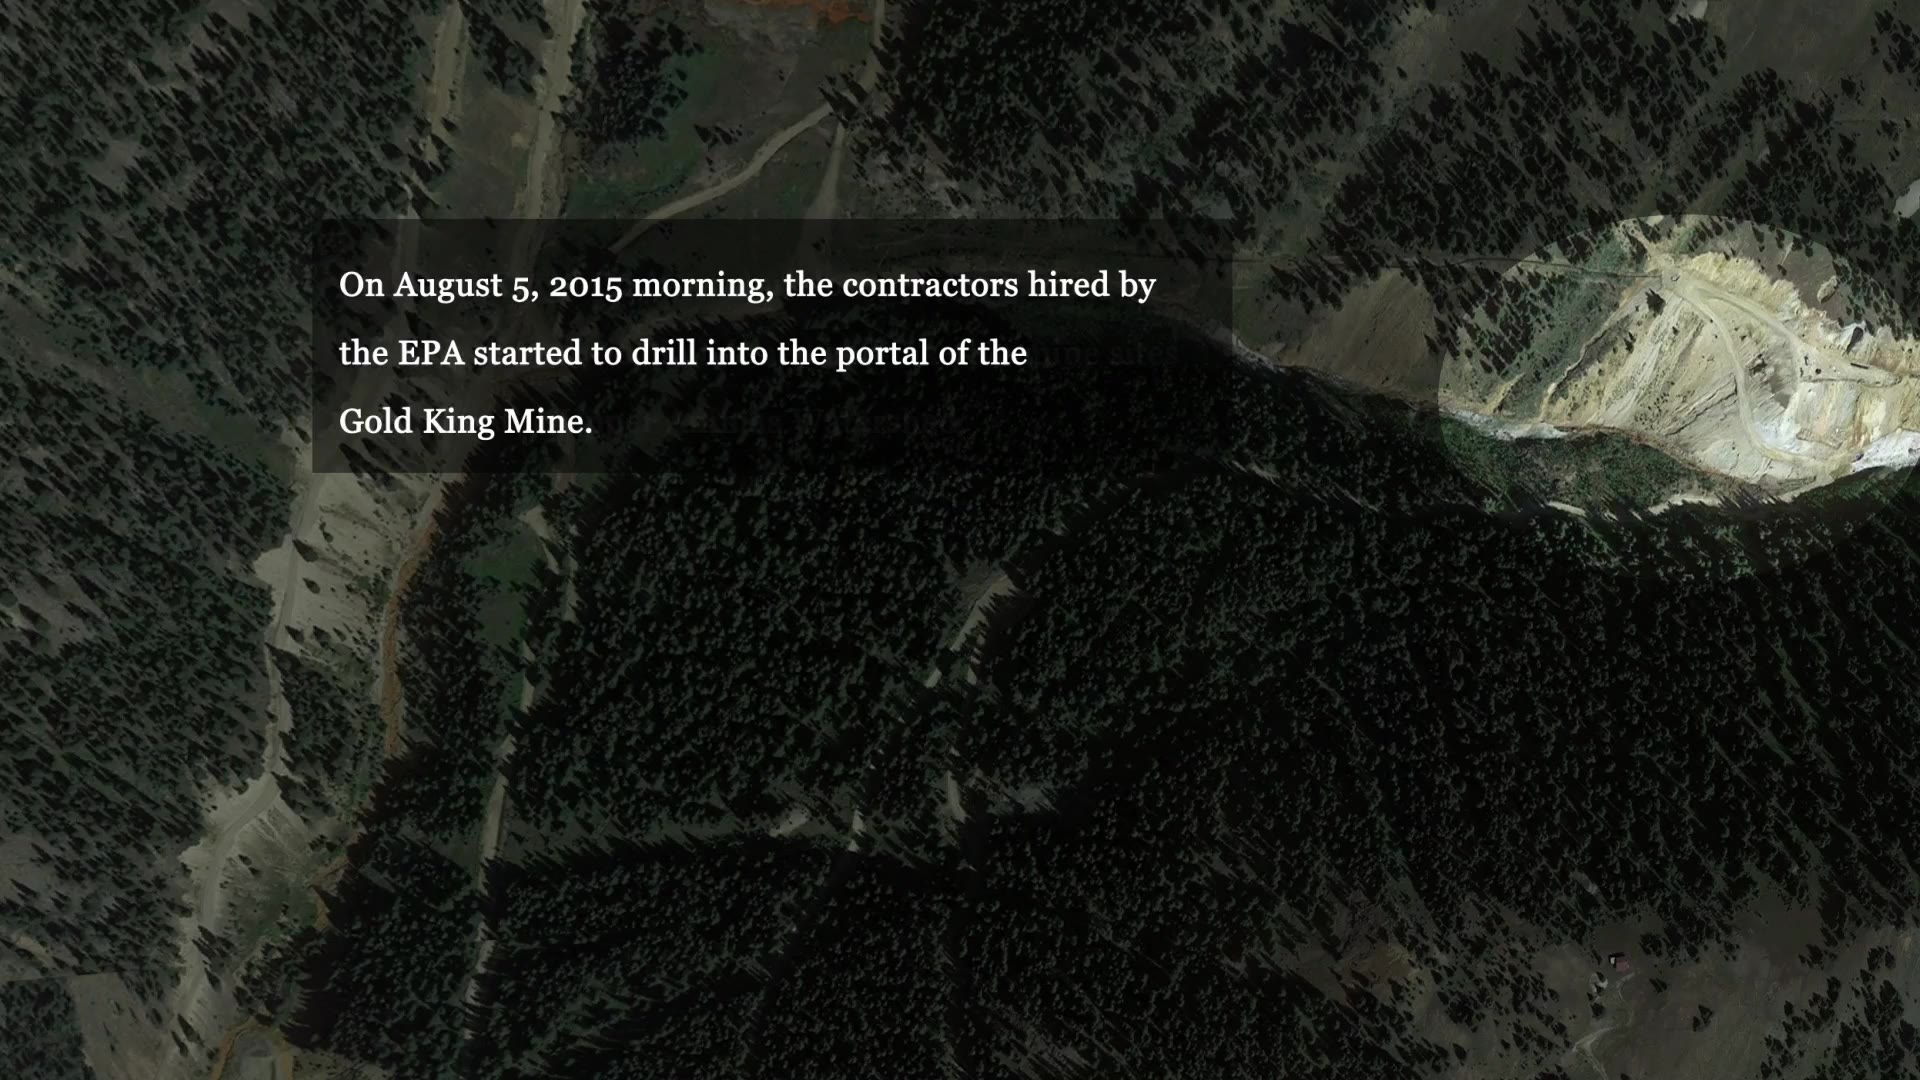 On August 5, 2015 morning, the contractors hired by
the EPA started to drill into the portal of the
Gold King Mine.